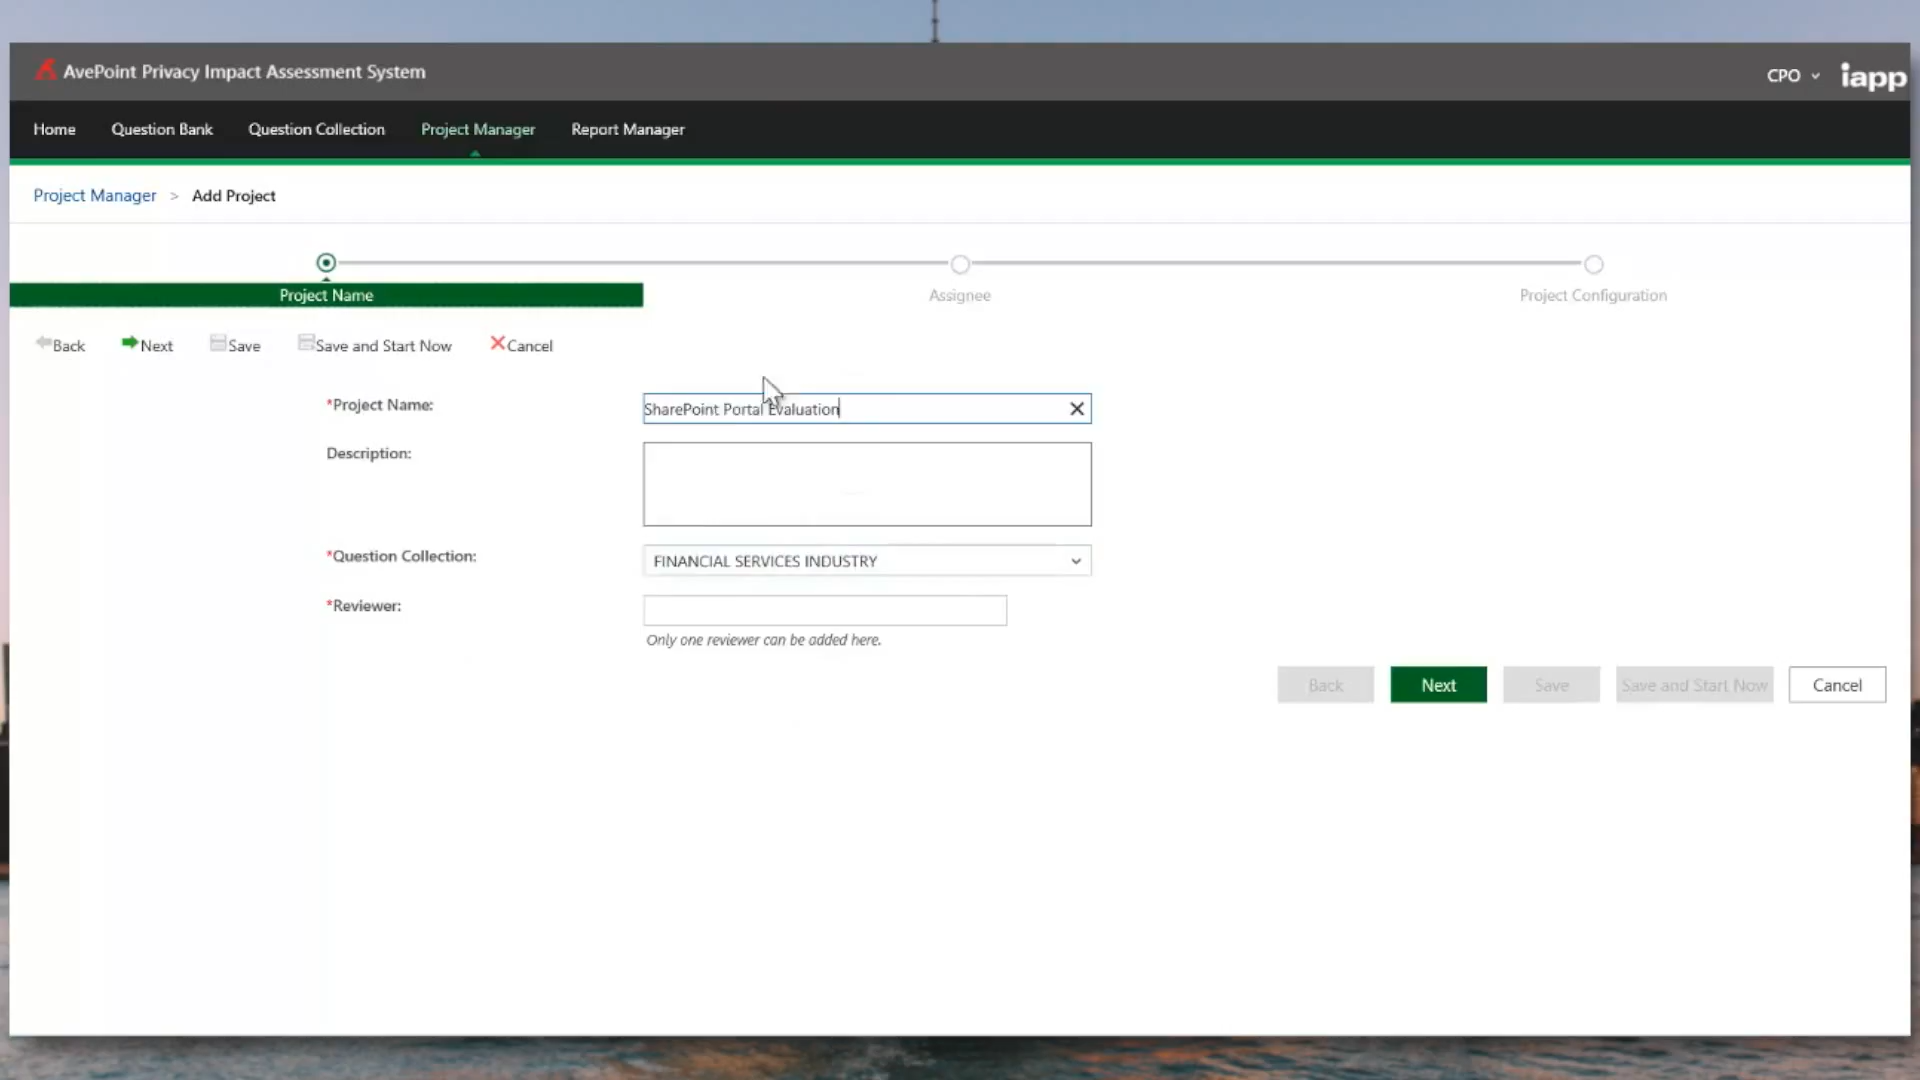 AvePoint Privacy Impact Assessment System
CPO
iapp
Home Question Bank Question Collection Project Manager Report Manager
Project Manager > Add Project
Project Name Assignee Project Configuration
Back Next Save Save and Start Now Cancel
*Project Name: SharePoint Portal Evaluation
Description:
*Question Collection: FINANCIAL SERVICES INDUSTRY
*Reviewer:
Only one reviewer can be added here.
Back Next Save Save and Start Now Cancel